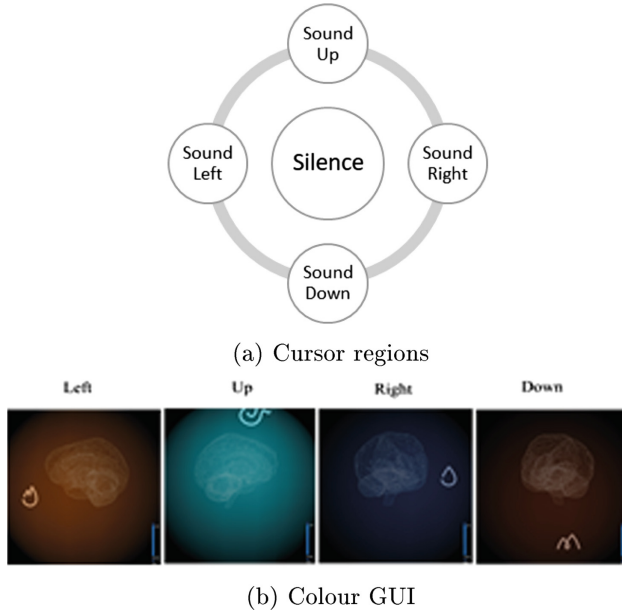 Sound
Up
Sound
Left
Silence
Sound
Right
Sound
Down
(a) Cursor regions
Left Up Right Down
(b) Colour GUI